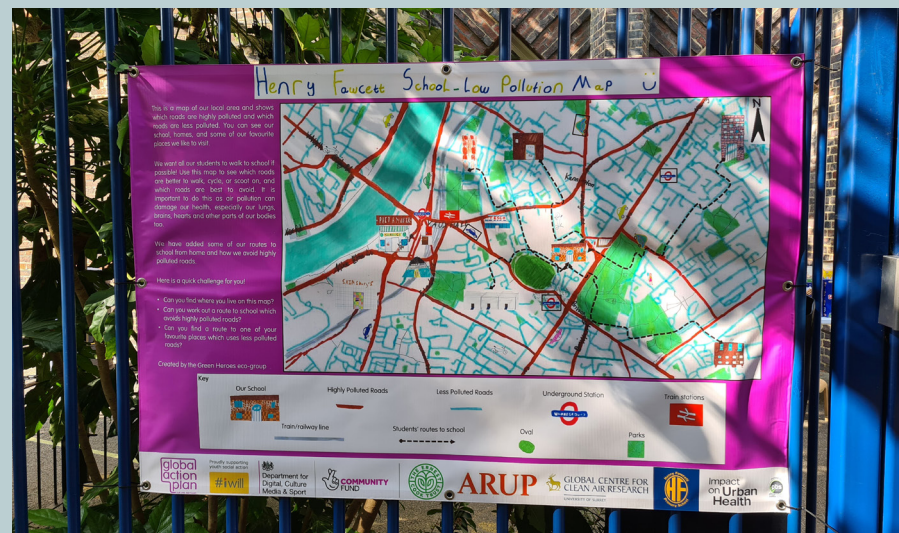 Henry Fawcett School-Low Pollution Map
This is a map of our local area and shows
which roads are highly polluted and which
roads are less polluted. You can see our
school, homes, and some of our favourite
places we like to visit
We want all our students to walk to school if
possible! Use this map to see which roads
are better to walk, cycle, or scoot on, and
which roads are best to avoid. It is
important to do this as air pollution can
damage our health, especially our lungs,
brains, hearts and other parts of our bodies
too.
We have added some of our routes to
school from home and how we avoid highly
polluted roads.
Here is a quick challenge for you!
• Can you find where you live on this map?
• Can you work out a route to school which
avoids highly polluted roads?
• Can you find a route to one of your
favourite places which uses less polluted
roads?
Created by the Green Heroes eco-group
N
Key
Our School
Highly Polluted Roads
Less Polluted Roads
Underground Station
Train stations
Train/railway line
Students' routes to school
Oval
Parks
global
action
plan
Proudly supporting
youth social action
#iwill
Department for
Digital, Culture
Media & Sport
COMMUNITY
FUND
ARUP
GLOBAL CENTRE FOR
CLEAN AIR RESEARCH
UNIVERSITY OF SURREY
Impact
on Urban
Health